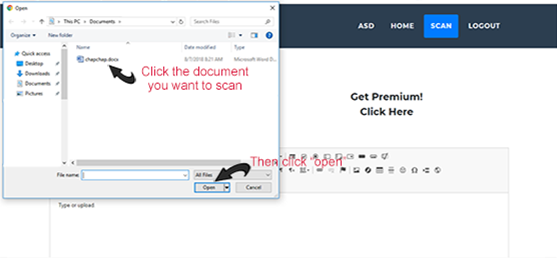 Open
This PC > Documents >
Search Files
Organize
New folder
Name
Date modified
Type
Quick access
Desktop
Downloads
Documents
Pictures
chapchap.docx
8/7/2018 8:21 AM
Microsoft Word D...
Click the document
you want to scan
Then click "open"
File name:
All Files
Open
Cancel
ASD
HOME
SCAN
LOGOUT
Get Premium!
Click Here
Type or upload